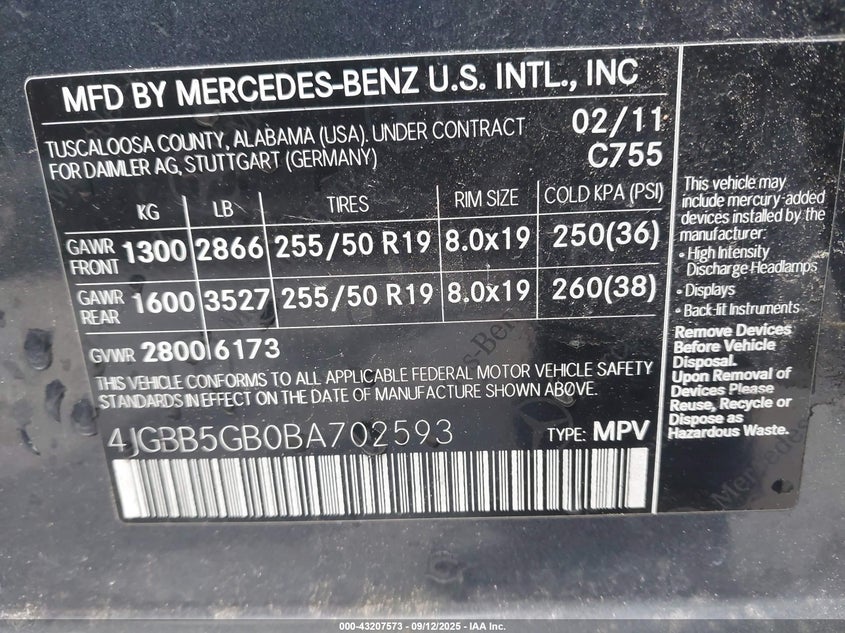 MFD BY MERCEDES-BENZ U.S. INTL., INC
TUSCALOOSA COUNTY, ALABAMA (USA). UNDER CONTRACT
FOR DAIMLER AG, STUTTGART (GERMANY)
02/11
C755
KG LB TIRES RIM SIZE COLD KPA (PSI)
GAWR FRONT 1300 2866 255/50 R19 8.0x19 250(36)
GAWR REAR 1600 3527 255/50 R19 8.0x19 260(38)
GVWR 2800 6173
THIS VEHICLE CONFORMS TO ALL APPLICABLE FEDERAL MOTOR VEHICLE SAFETY
STANDARDS IN EFFECT ON THE DATE OF MANUFACTURE SHOWN ABOVE.
4JGBB5GB0BA702593 TYPE: MPV
This vehicle may
include mercury-added
devices installed by the
manufacturer:
• High Intensity
Discharge Headlamps
• Displays
• Back-lit Instruments
Remove Devices
Before Vehicle
Disposal.
Upon Removal of
Devices Please
Reuse, Recycle or
Dispose as
Hazardous Waste.
000-43207573 - 09/12/2025 - IAA Inc.